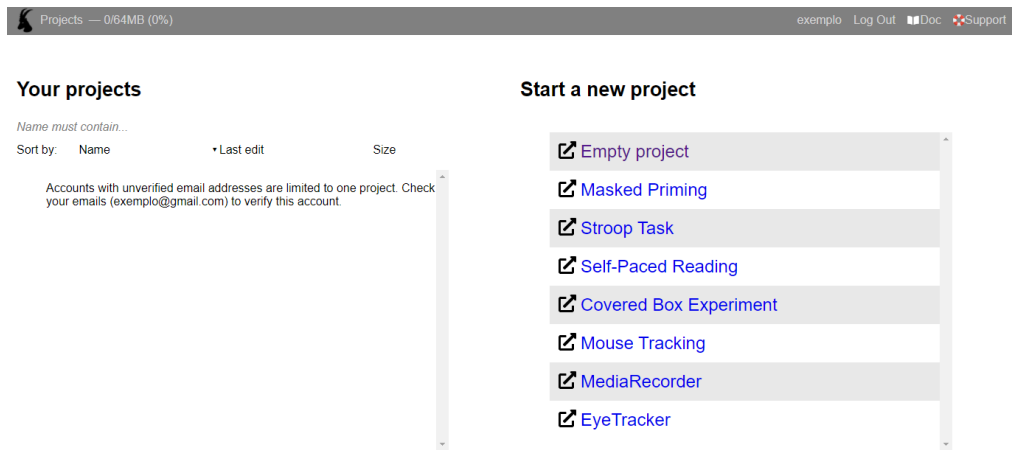 Projects — 0/64MB (0%)
exemplo Log Out Doc Support
Your projects
Name must contain...
Sort by: Name ▾ Last edit Size
Accounts with unverified email addresses are limited to one project. Check
your emails (exemplo@gmail.com) to verify this account.
Start a new project
Empty project
Masked Priming
Stroop Task
Self-Paced Reading
Covered Box Experiment
Mouse Tracking
MediaRecorder
EyeTracker